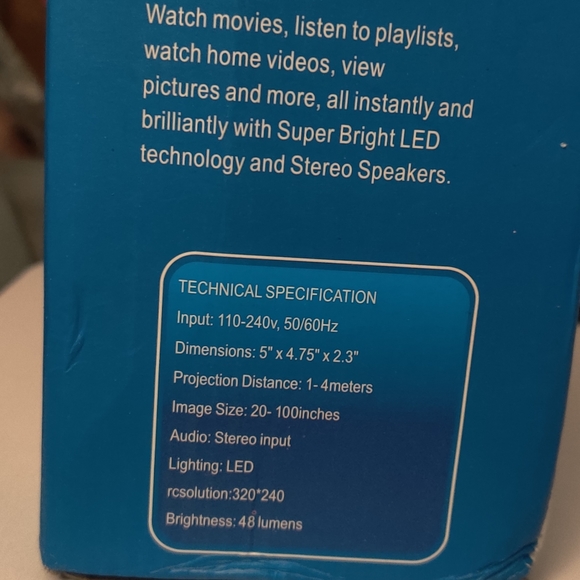 Watch movies, listen to playlists,
watch home videos, view
pictures and more, all instantly and
brilliantly with Super Bright LED
technology and Stereo Speakers.
TECHNICAL SPECIFICATION
Input: 110-240v, 50/60Hz
Dimensions: 5" x 4.75" x 2.3"
Projection Distance: 1- 4meters
Image Size: 20- 100inches
Audio: Stereo input
Lighting: LED
rcsolution:320*240
Brightness: 48 lumens